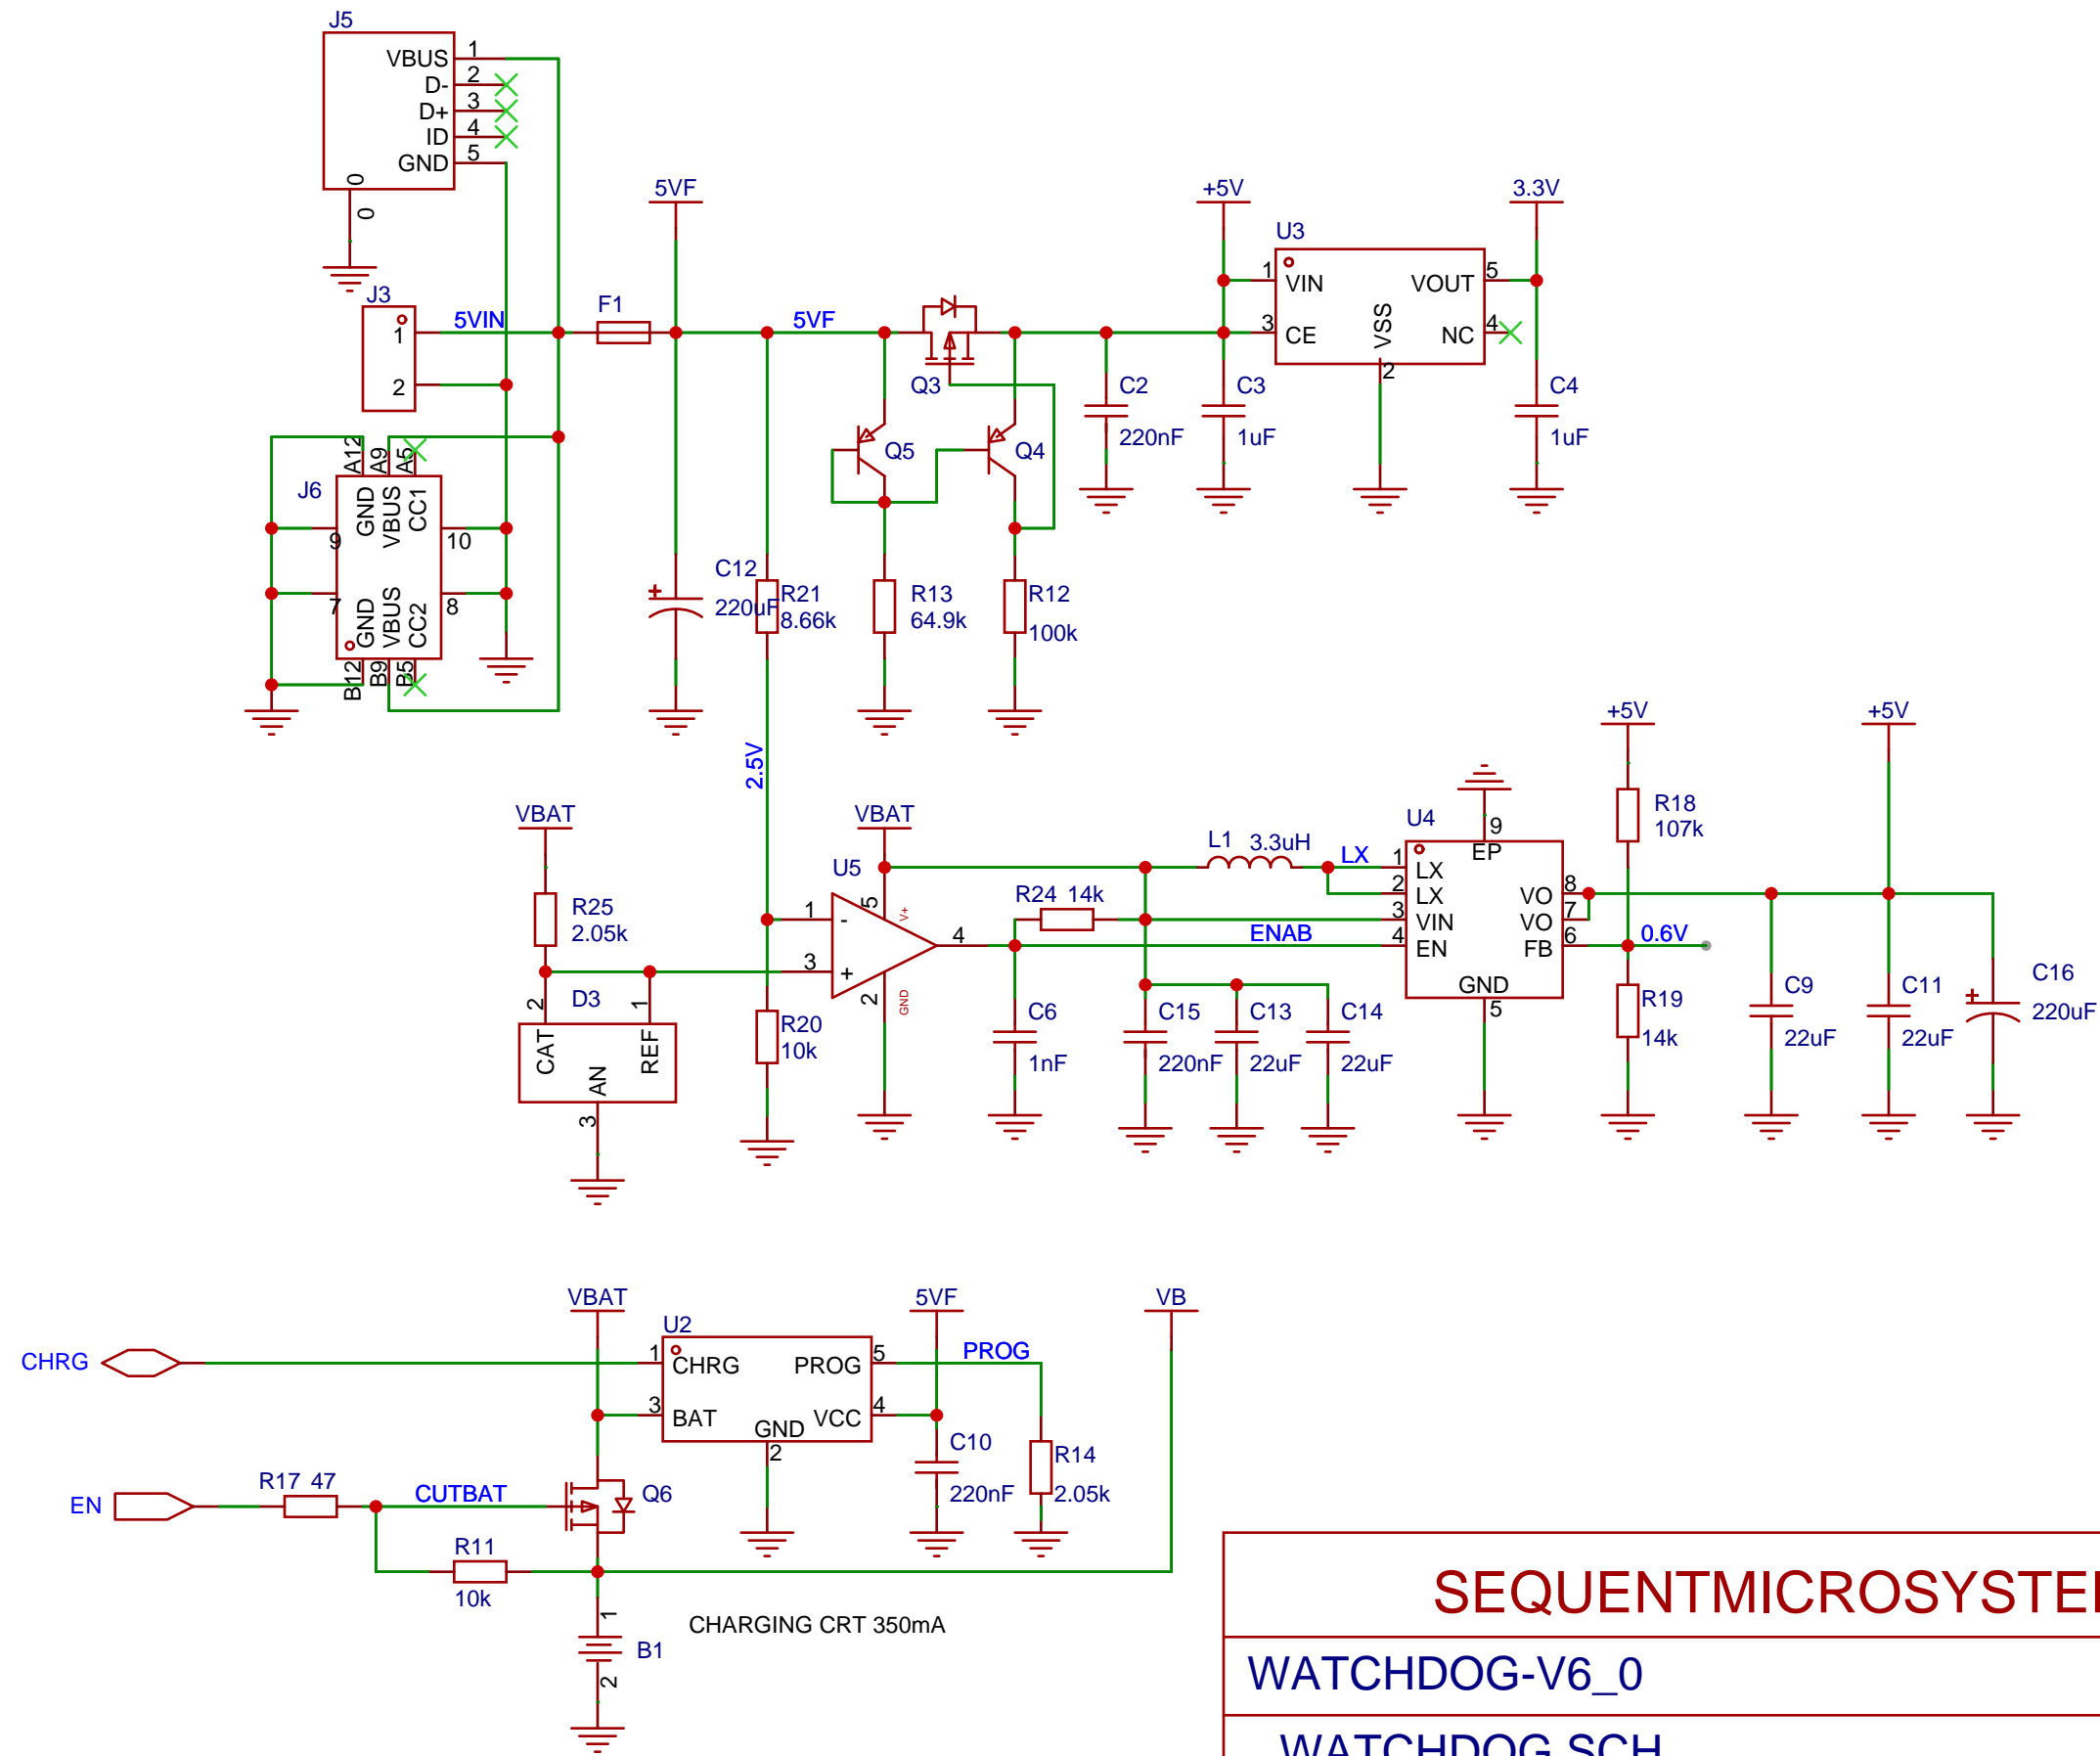 J5
VBUS 1
D- 2
D+ 3
ID 4
GND 5
0
0
J3
1
2
5VIN
F1
5VF
5VF
Q3
+5V
U3
1 VIN
3 CE
VSS
2
VOUT 5
NC 4
3.3V
C2
220nF
C3
1uF
C4
1uF
Q5
Q4
J6
A12 A9 A5
GND VBUS CC1
9
10
7
8
GND VBUS CC2
B12 B9 B5
C12
220uF
R21
8.66k
R13
64.9k
R12
100k
2.5V
VBAT
R25
2.05k
D3
2
1
CAT
AN
REF
3
VBAT
U5
1 -
3 +
5 V+
2 GND
4
R20
10k
R24 14k
L1 3.3uH
LX
ENAB
C6
1nF
C15
220nF
C13
22uF
C14
22uF
U4
9
EP
1 LX
2 LX
3 VIN
4 EN
VO 8
VO 7
FB 6
GND
5
+5V
R18
107k
0.6V
R19
14k
+5V
C9
22uF
C11
22uF
C16
220uF
VBAT
U2
5VF
VB
CHRG
1 CHRG
3 BAT
GND
2
PROG 5
VCC 4
PROG
C10
220nF
R14
2.05k
EN
R17 47
CUTBAT
Q6
R11
10k
1
B1
2
CHARGING CRT 350mA
SEQUENTMICROSYSTE
WATCHDOG-V6_0
WATCHDOG.SCH